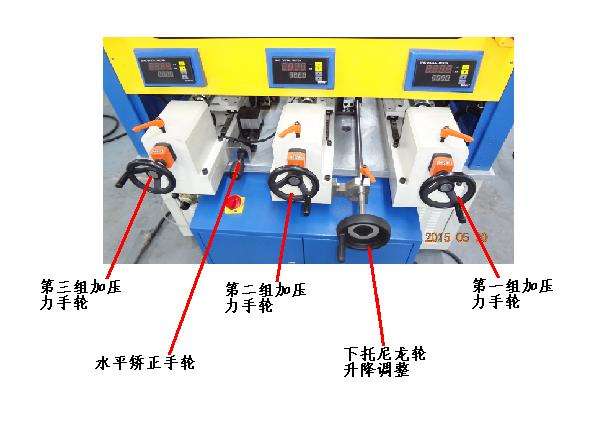 2015 05 20
第三组加压
力手轮
第二组加压
力手轮
第一组加压
力手轮
水平矫正手轮
下托尼龙轮
升降调整